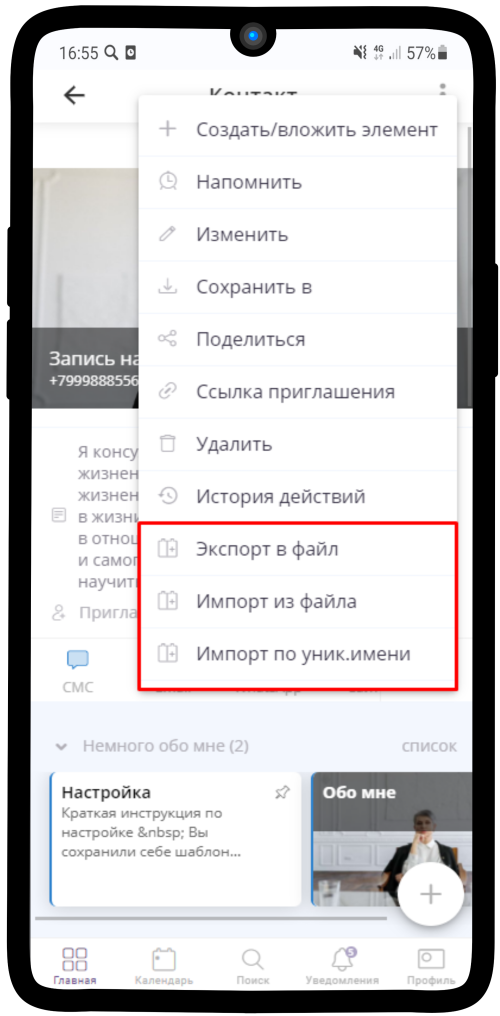 16:55
4G
57%
Контакт
Создать/вложить элемент
Напомнить
Изменить
Сохранить в
Поделиться
Ссылка приглашения
Удалить
История действий
Экспорт в файл
Импорт из файла
Импорт по уник.имени
Запись на
+7999888556
Я консу
жизнен
жизнен
в жизни
в отнош
и самог
научить
Пригла
СМС
Немного обо мне (2)
список
Настройка
Краткая инструкция по
настройке &nbsp; Вы
сохранили себе шаблон...
Обо мне
5
Главная
Календарь
Поиск
Уведомления
Профиль